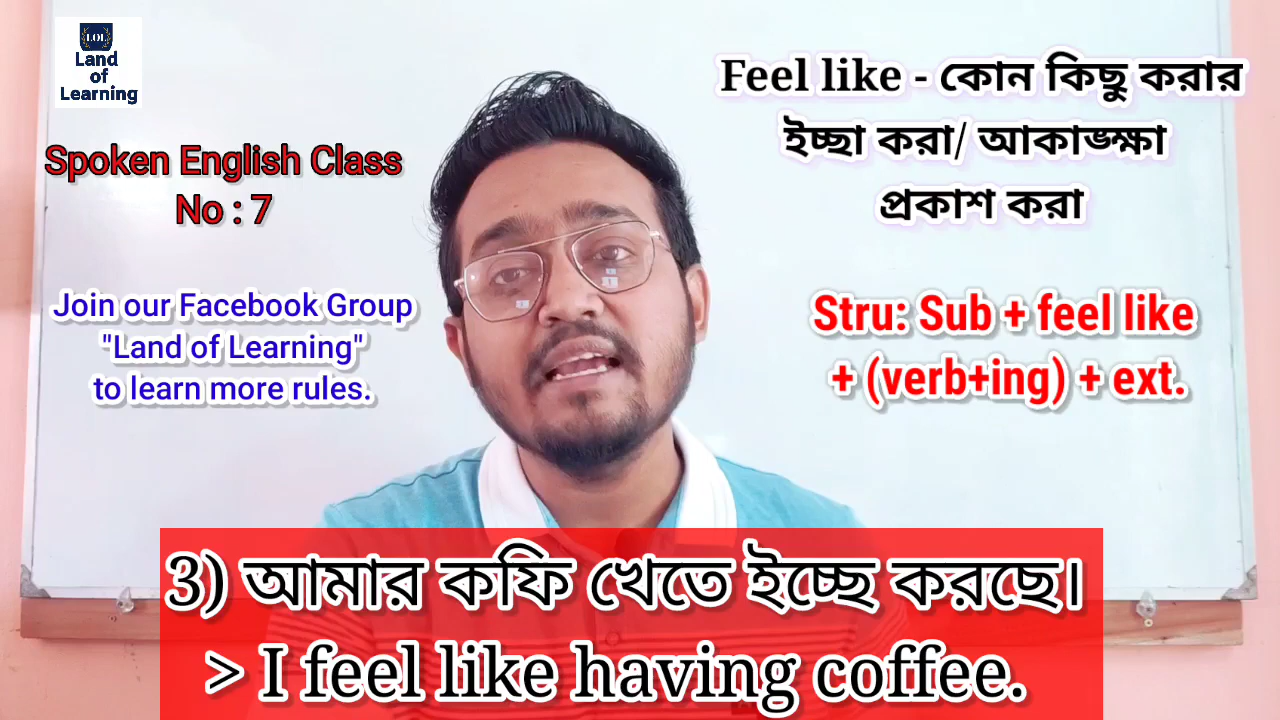 LOL
Land
of
Learning
Spoken English Class
No : 7
Join our Facebook Group
"Land of Learning"
to learn more rules.
Feel like - কোন কিছু করার
ইচ্ছা করা/ আকাঙ্ক্ষা
প্রকাশ করা
Stru: Sub + feel like
+ (verb+ing) + ext.
3) আমার কফি খেতে ইচ্ছে করছে।
> I feel like having coffee.